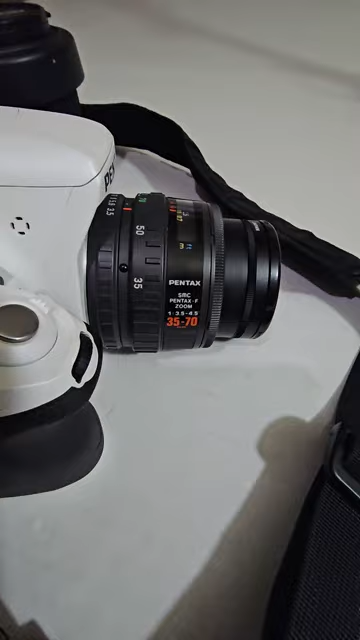 PENTAX
SMC
PENTAX-F
ZOOM
1:3.5-4.5
35-70
50
35